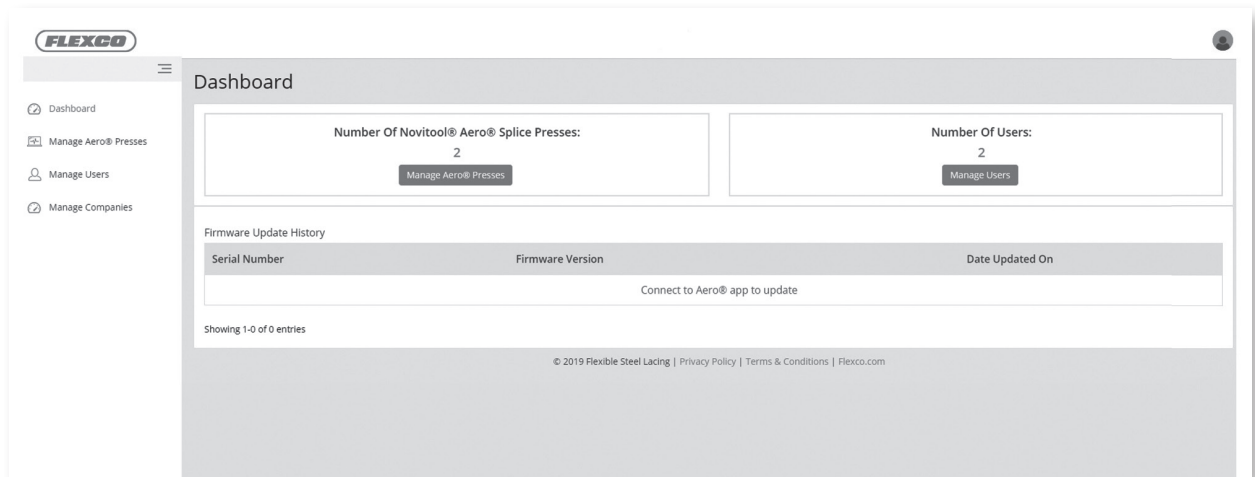 FLEXCO
Dashboard
Dashboard
Manage Aero® Presses
Manage Users
Manage Companies
Number Of Novitool® Aero® Splice Presses:
2
Manage Aero® Presses
Number Of Users:
2
Manage Users
Firmware Update History
Serial Number Firmware Version Date Updated On
Connect to Aero® app to update
Showing 1-0 of 0 entries
© 2019 Flexible Steel Lacing | Privacy Policy | Terms & Conditions | Flexco.com